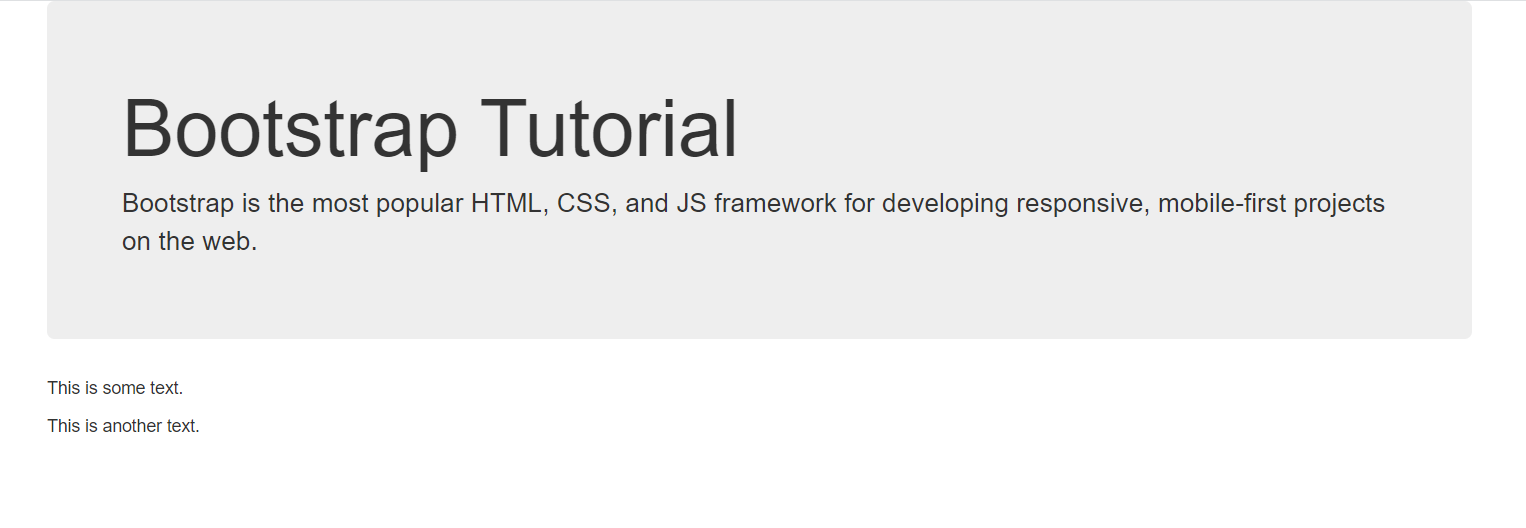 Bootstrap Tutorial
Bootstrap is the most popular HTML, CSS, and JS framework for developing responsive, mobile-first projects
on the web.
This is some text.
This is another text.